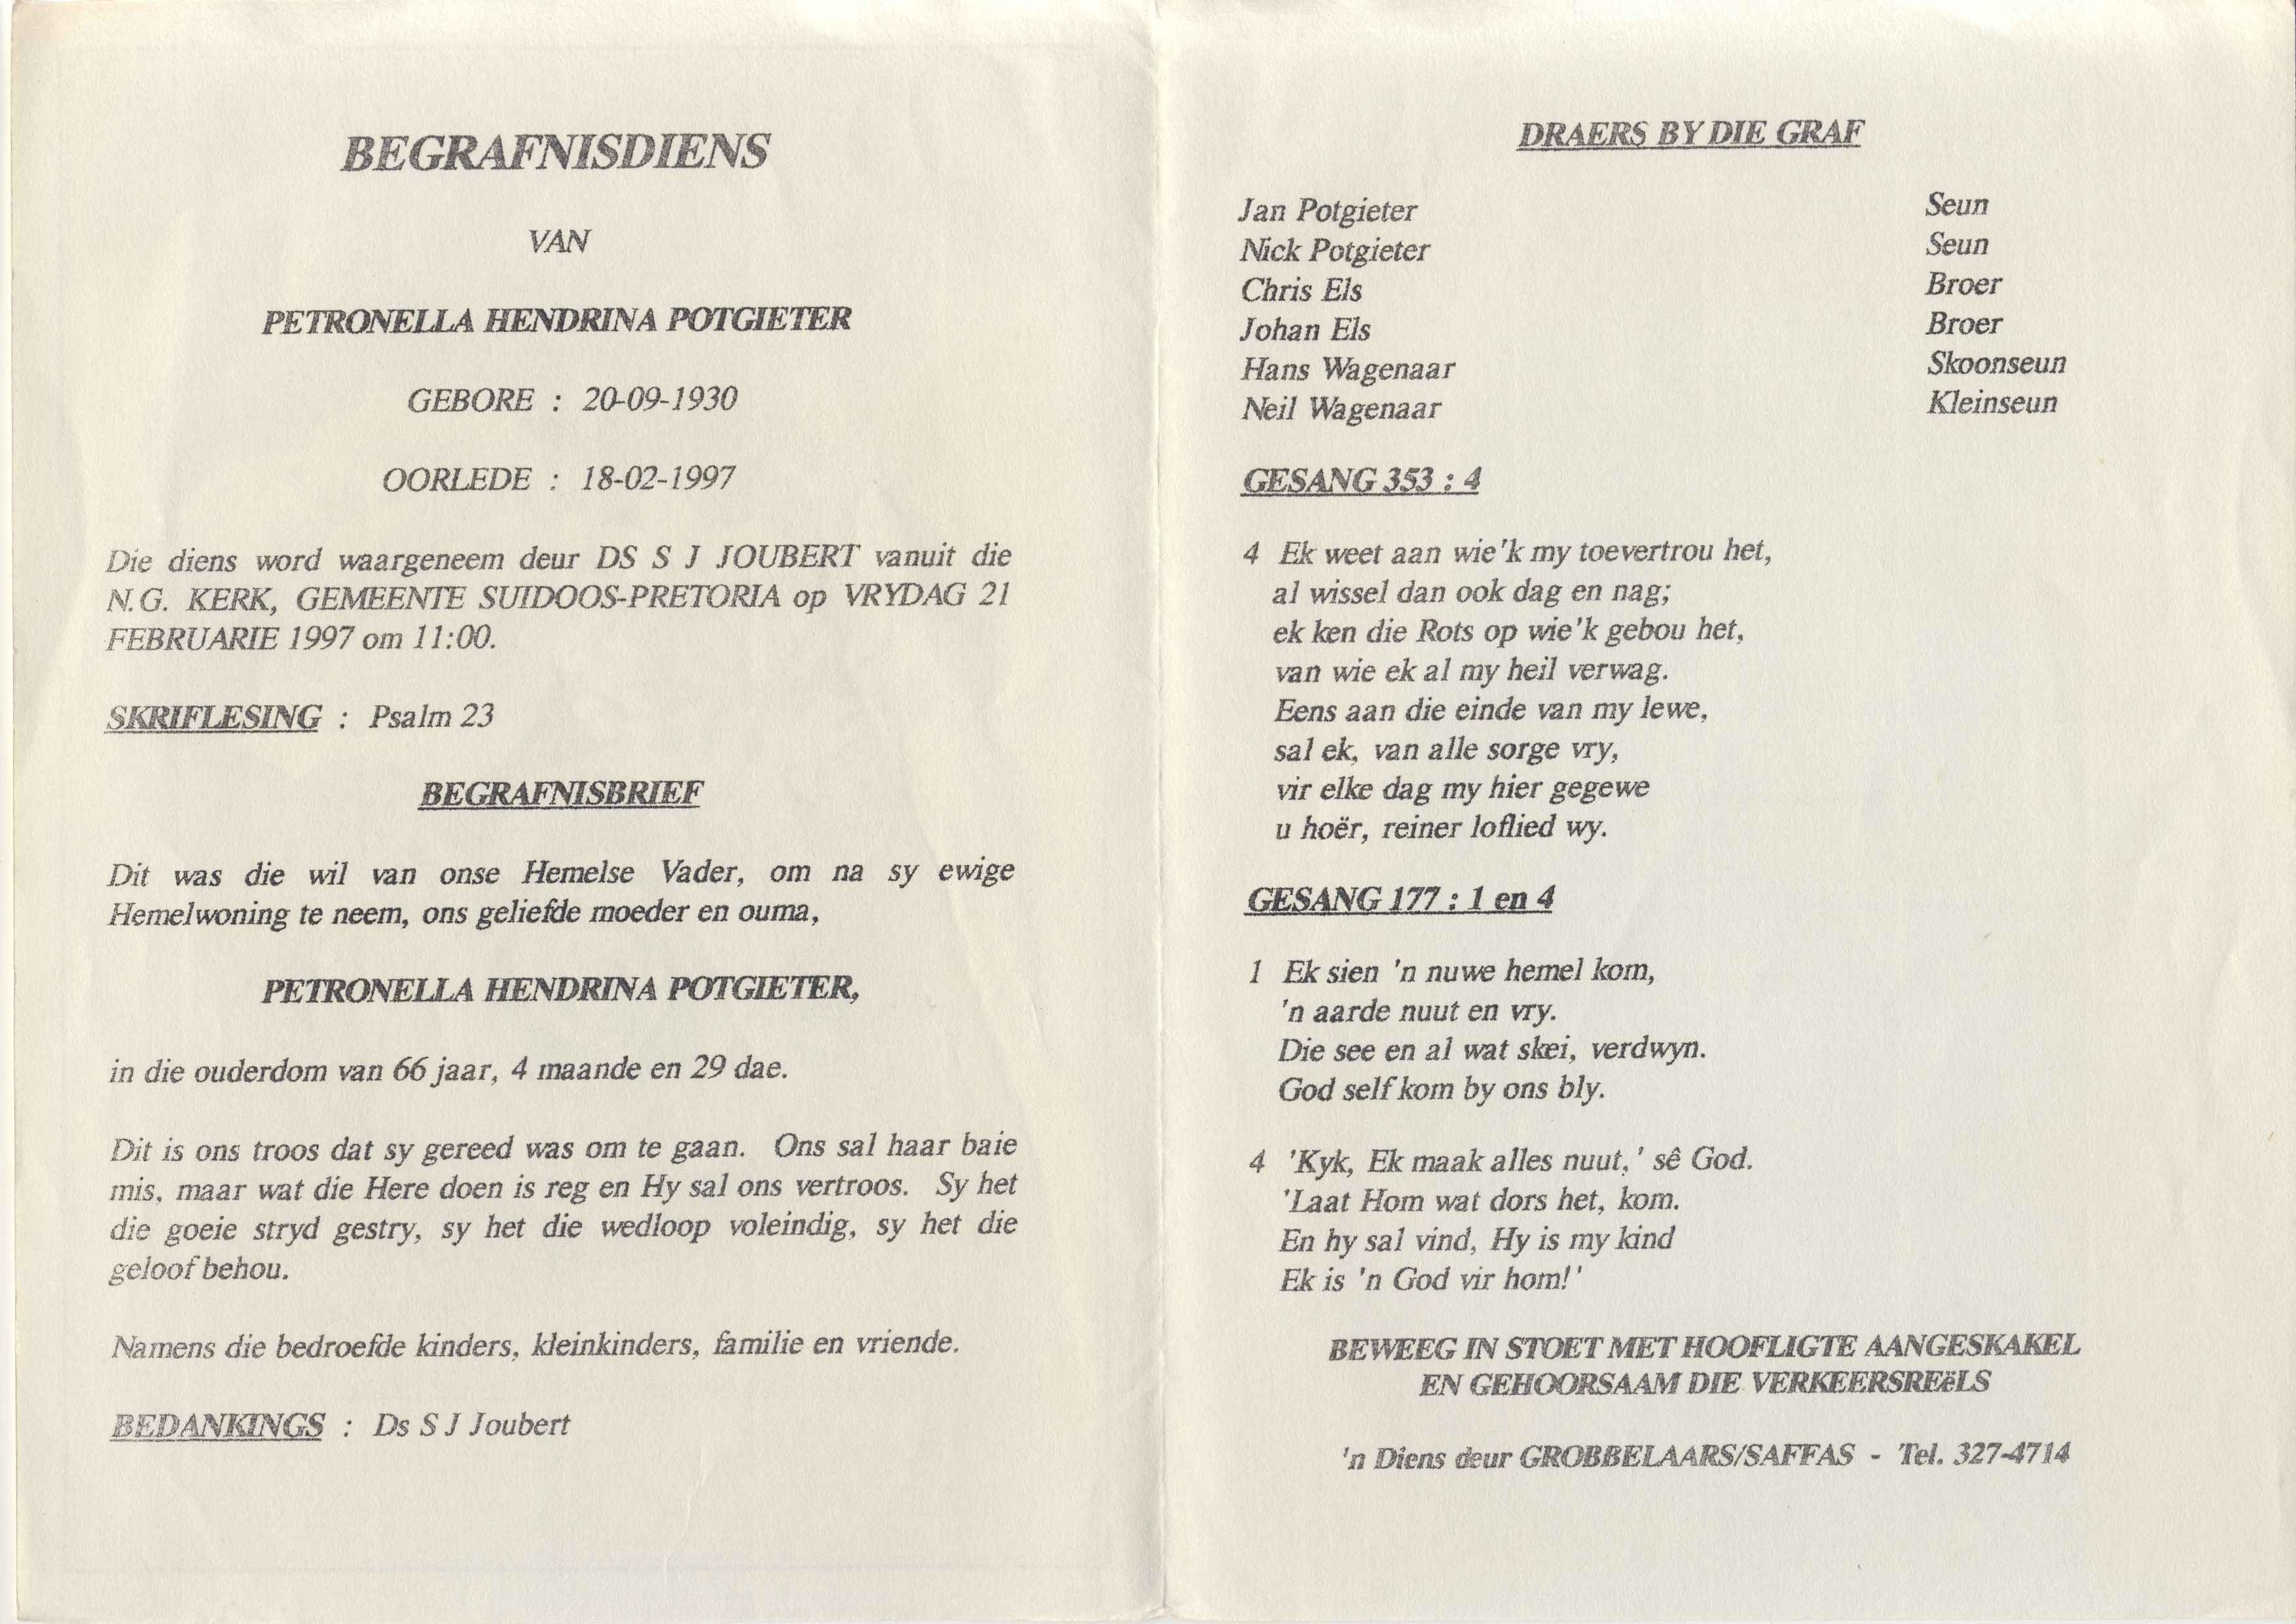 BEGRAFNISDIENS
VAN
PETRONELLA HENDRINA POTGIETER
GEBORE : 20-09-1930
OORLEDE : 18-02-1997
Die diens word waargeneem deur DS S J JOUBERT vanuit die
N.G. KERK, GEMEENTE SUIDOOS-PRETORIA op VRYDAG 21
FEBRUARIE 1997 om 11:00.
SKRIFLESING : Psalm 23
BEGRAFNISBRIEF
Dit was die wil van onse Hemelse Vader, om na sy ewige
Hemelwoning te neem, ons geliefde moeder en ouma,
PETRONELLA HENDRINA POTGIETER,
in die ouderdom van 66 jaar, 4 maande en 29 dae.
Dit is ons troos dat sy gereed was om te gaan. Ons sal haar baie
mis, maar wat die Here doen is reg en Hy sal ons vertroos. Sy het
die goeie stryd gestry, sy het die wedloop voleindig, sy het die
geloof behou.
Namens die bedroefde kinders, kleinkinders, familie en vriende.
BEDANKINGS : Ds S J Joubert
DRAERS BY DIE GRAF
Jan Potgieter Seun
Nick Potgieter Seun
Chris Els Broer
Johan Els Broer
Hans Wagenaar Skoonseun
Neil Wagenaar Kleinseun
GESANG 353 : 4
4 Ek weet aan wie'k my toevertrou het,
al wissel dan ook dag en nag;
ek ken die Rots op wie'k gebou het,
van wie ek al my heil verwag.
Eens aan die einde van my lewe,
sal ek, van alle sorge vry,
vir elke dag my hier gegewe
u hoër, reiner loflied wy.
GESANG 177 : 1 en 4
1 Ek sien 'n nuwe hemel kom,
'n aarde nuut en vry.
Die see en al wat skei, verdwyn.
God self kom by ons bly.
4 'Kyk, Ek maak alles nuut,' sê God.
'Laat Hom wat dors het, kom.
En hy sal vind, Hy is my kind
Ek is 'n God vir hom!'
BEWEEG IN STOET MET HOOFLIGTE AANGESKAKEL
EN GEHOORSAAM DIE VERKEERSREëLS
'n Diens deur GROBBELAARS/SAFFAS - Tel. 327-4714